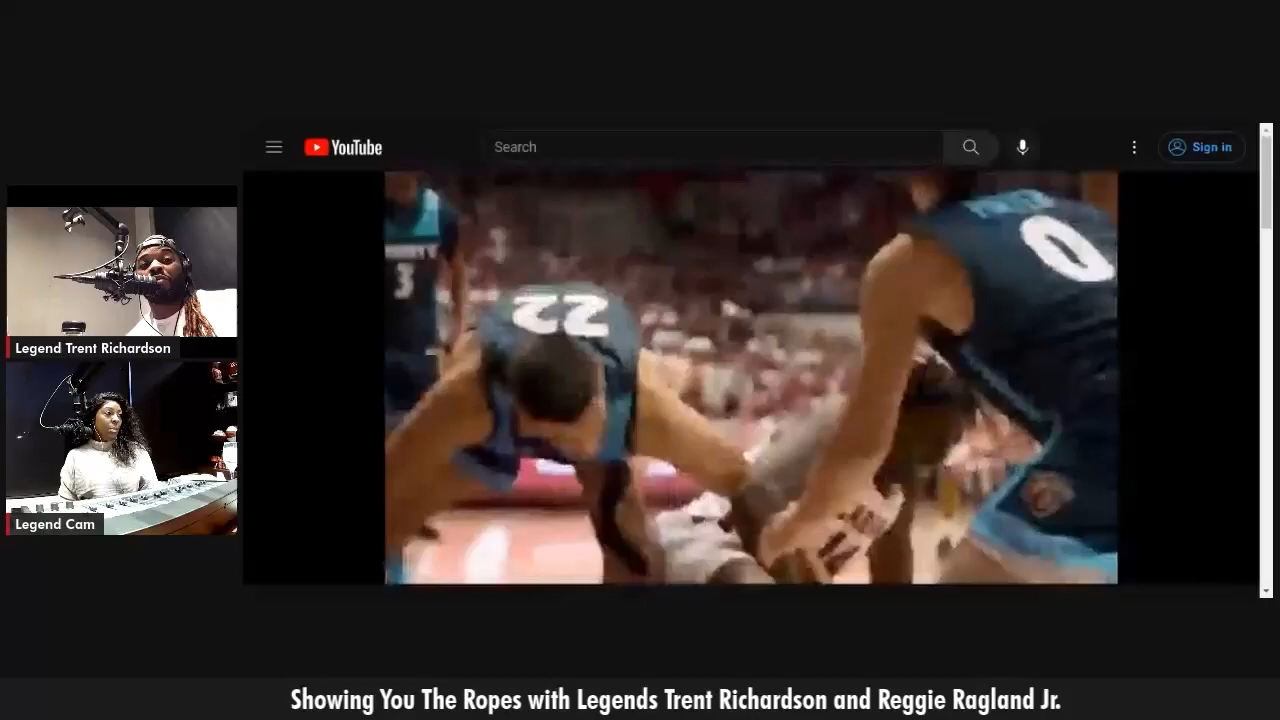 YouTube
Search
Sign in
22
0
3
Legend Trent Richardson
Legend Cam
Showing You The Ropes with Legends Trent Richardson and Reggie Ragland Jr.